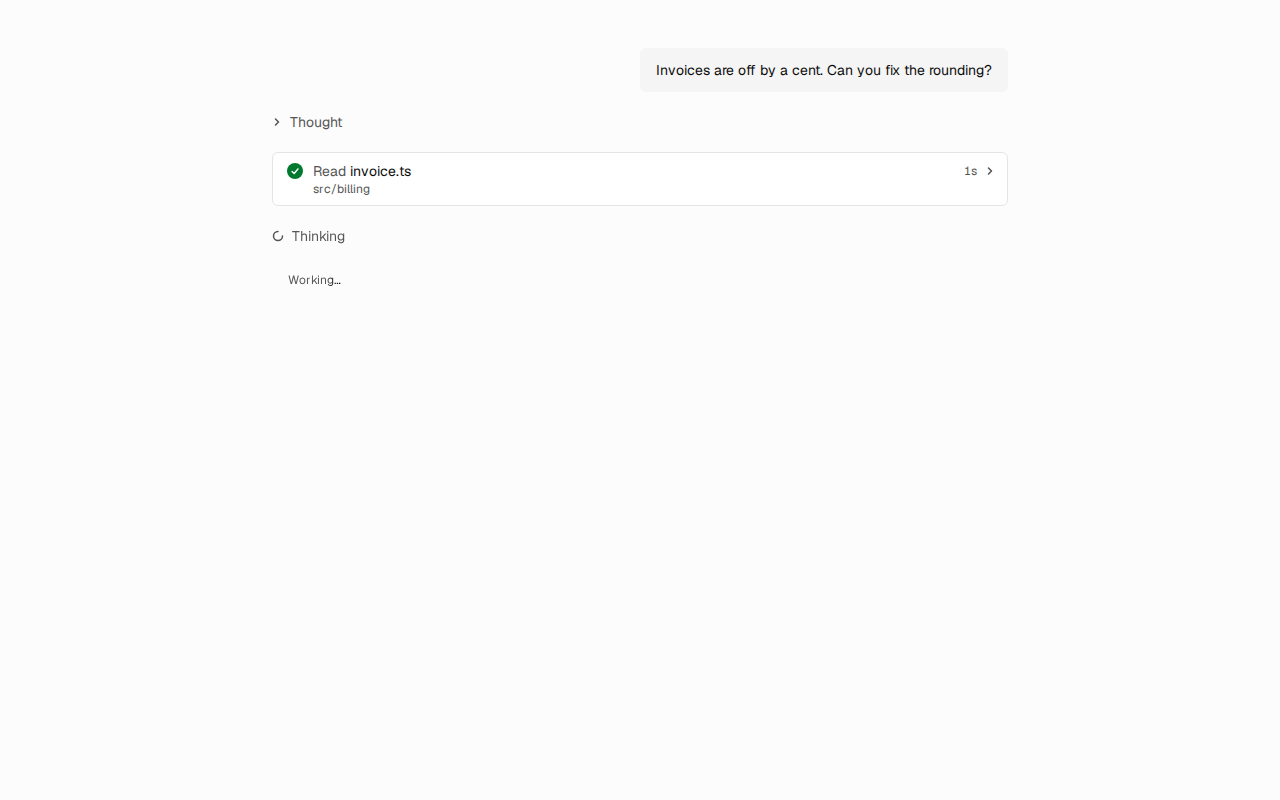 Invoices are off by a cent. Can you fix the rounding?
Thought
Read invoice.ts
1s
src/billing
Thinking
Working…